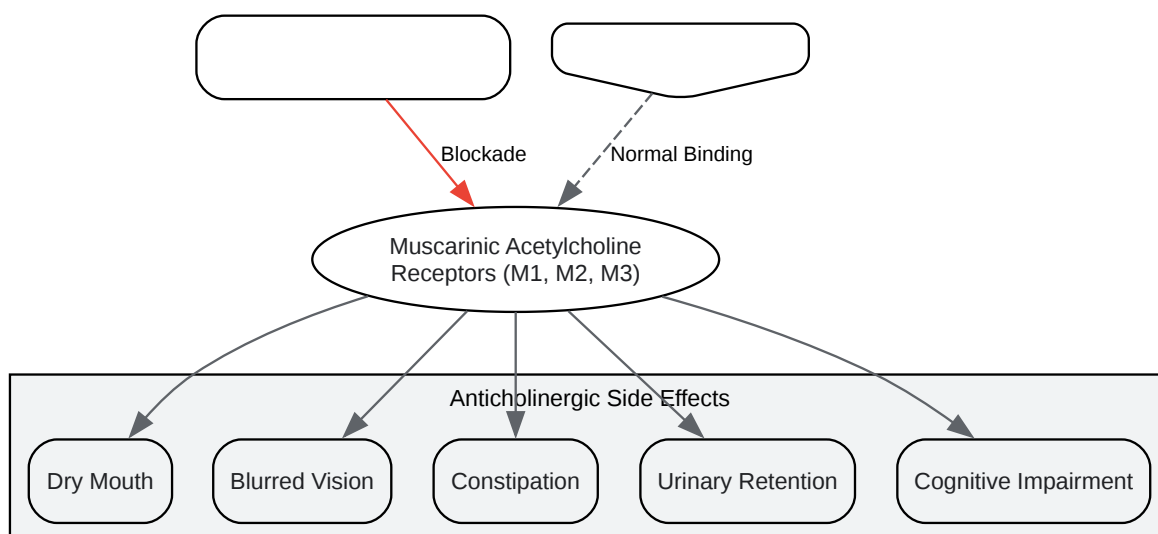 Blockade
Normal Binding
Muscarinic Acetylcholine
Receptors (M1, M2, M3)
Anticholinergic Side Effects
Dry Mouth
Blurred Vision
Constipation
Urinary Retention
Cognitive Impairment